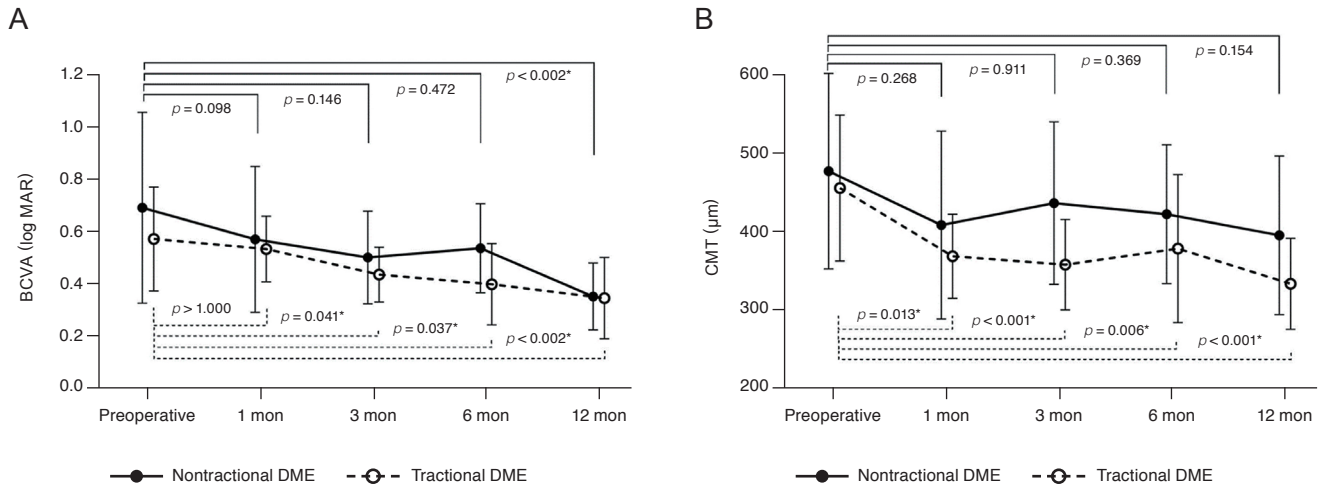 A
1.2
1.0
0.8
0.6
0.4
0.2
0.0
BCVA (log MAR)
p = 0.098
p = 0.146
p = 0.472
p < 0.002*
p > 1.000
p = 0.041*
p = 0.037*
p < 0.002*
Preoperative 1 mon 3 mon 6 mon 12 mon
Nontractional DME Tractional DME
B
600
500
400
300
200
CMT (μm)
p = 0.268
p = 0.911
p = 0.369
p = 0.154
p = 0.013*
p < 0.001*
p = 0.006*
p < 0.001*
Preoperative 1 mon 3 mon 6 mon 12 mon
Nontractional DME Tractional DME